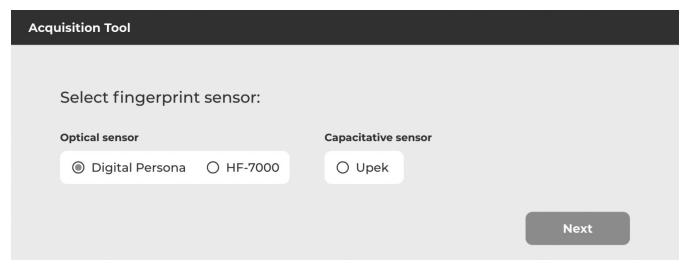 Acquisition Tool
Select fingerprint sensor:
Optical sensor
Capacitative sensor
Digital Persona
HF-7000
Upek
Next